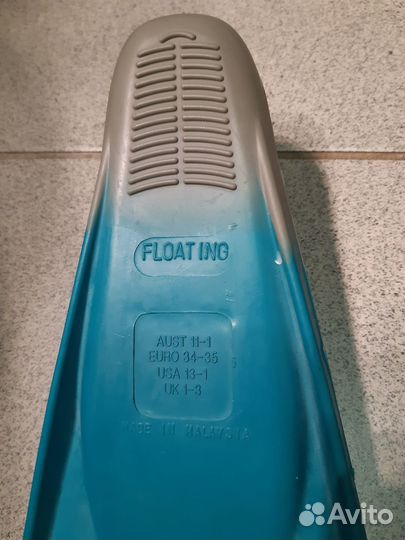 FLOATING
AUST 11-1
EURO 34-35
USA 13-1
UK 1-3
MADE IN MALAYSIA
Avito